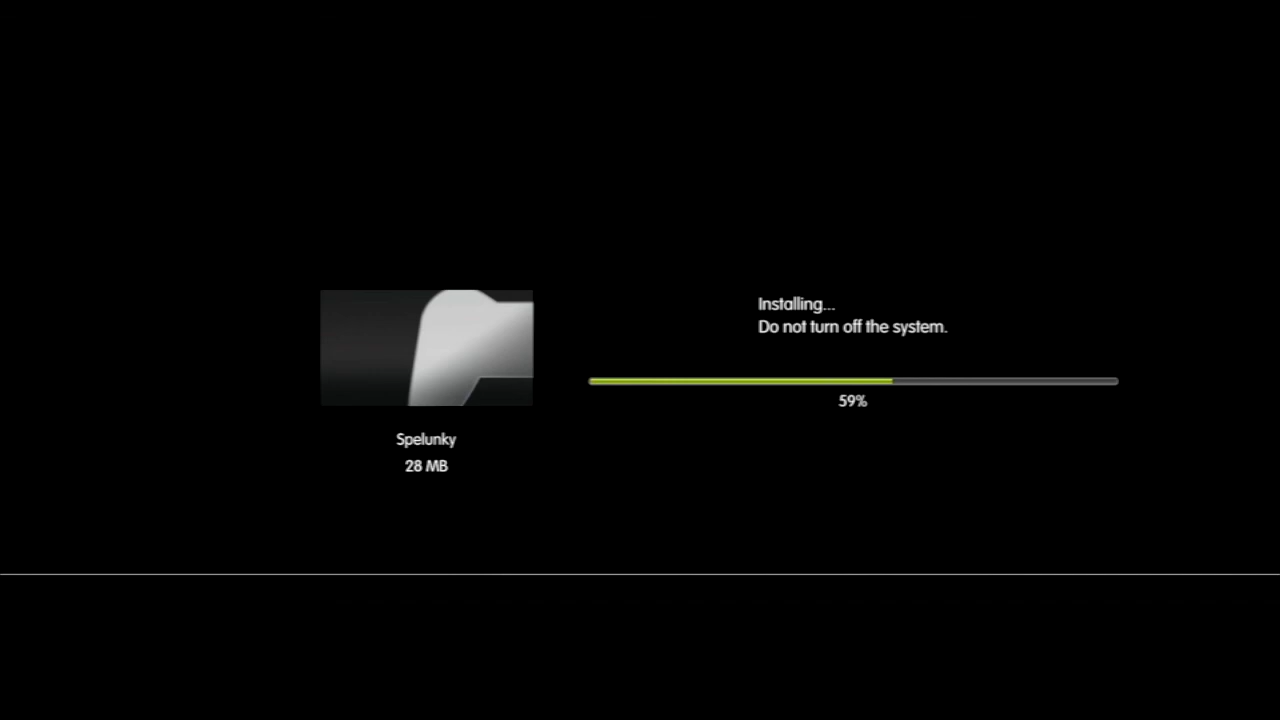 Installing...
Do not turn off the system.
59%
Spelunky
28 MB